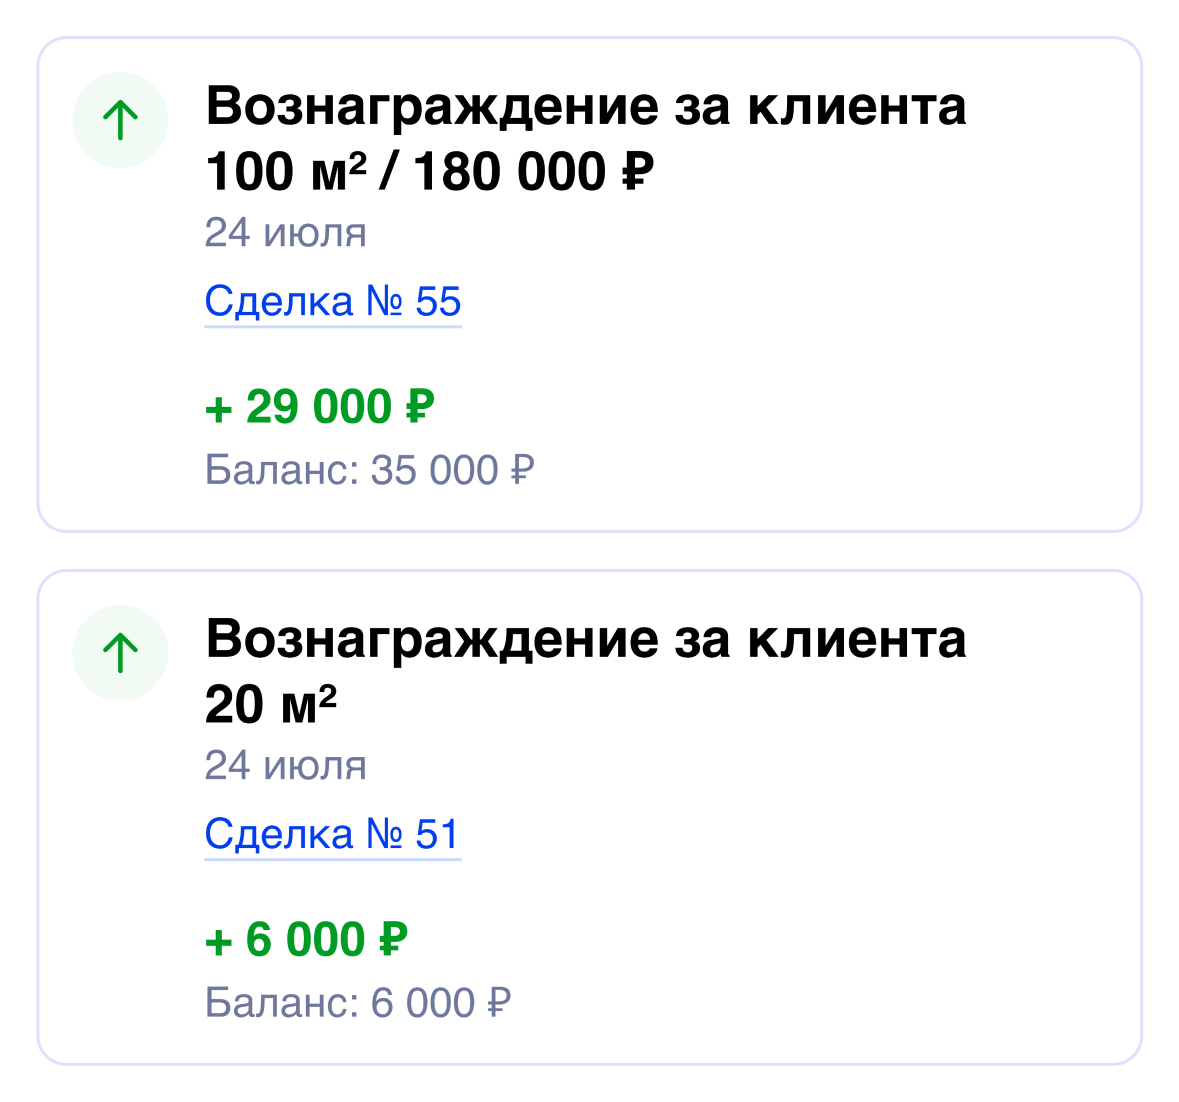 Вознаграждение за клиента
100 м² / 180 000 ₽
24 июля
Сделка № 55
+ 29 000 ₽
Баланс: 35 000 ₽
Вознаграждение за клиента
20 м²
24 июля
Сделка № 51
+ 6 000 ₽
Баланс: 6 000 ₽